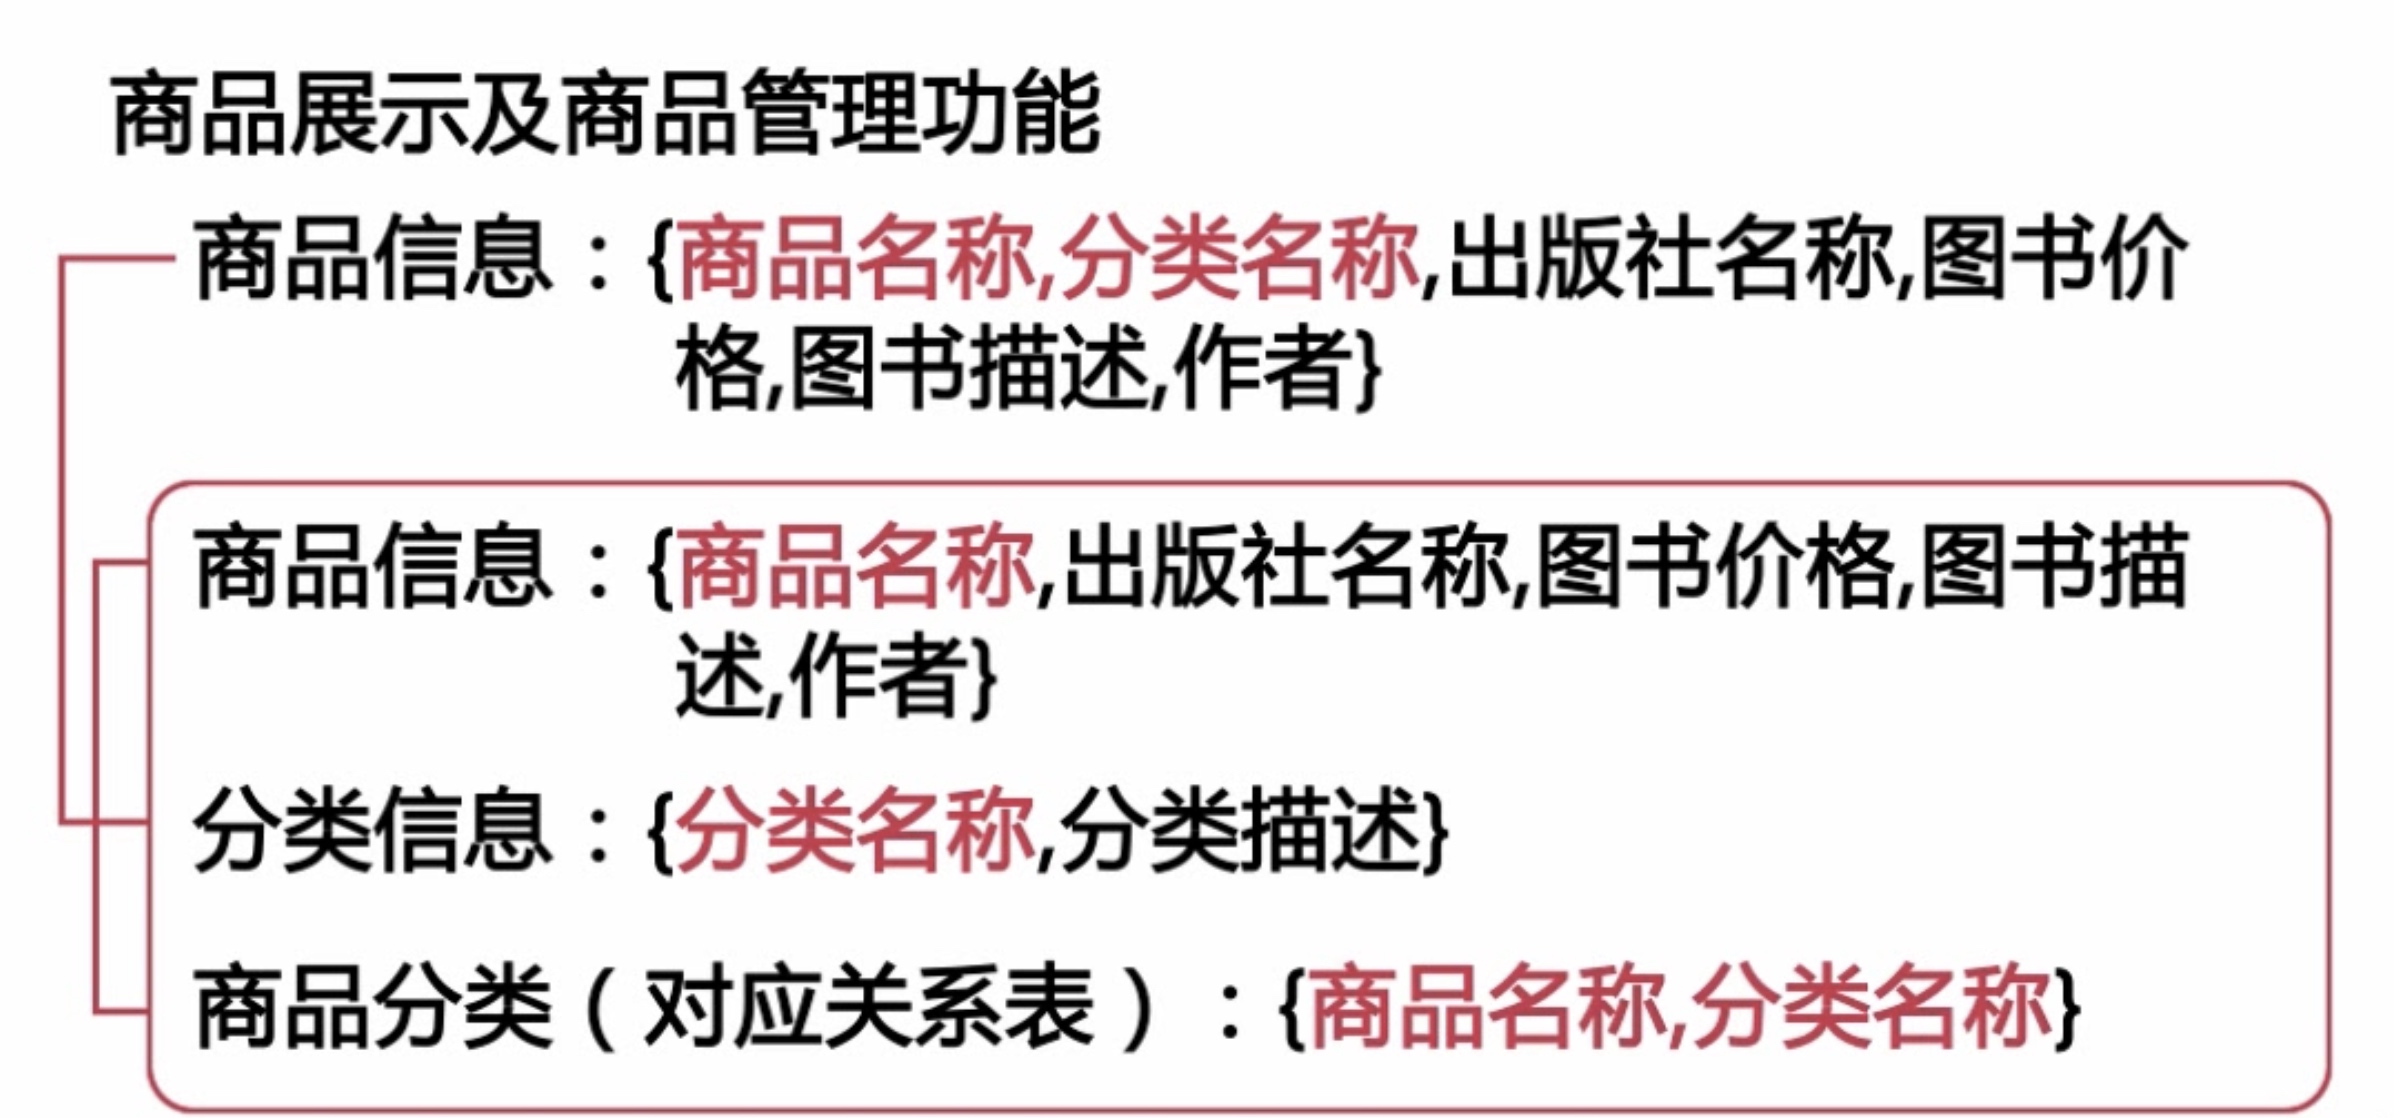 商品展示及商品管理功能
商品信息：{商品名称,分类名称,出版社名称,图书价
格,图书描述,作者}
商品信息：{商品名称,出版社名称,图书价格,图书描
述,作者}
分类信息：{分类名称,分类描述}
商品分类（对应关系表）：{商品名称,分类名称}